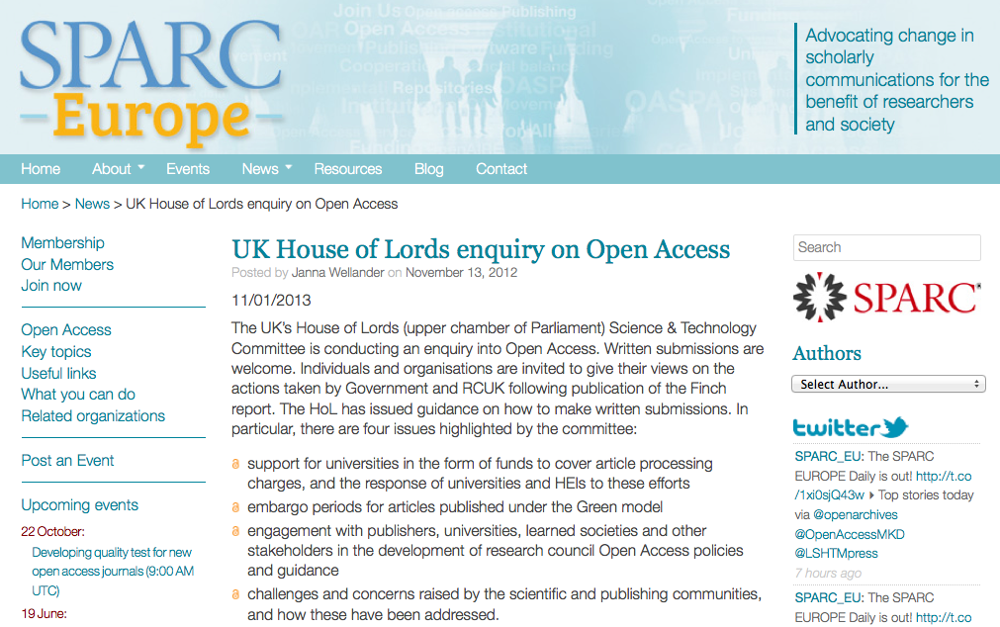 SPARC
Europe
Join Us Open access Publishing
Open Access
Repositories
OASPA
Advocating change in
scholarly
communications for the
benefit of researchers
and society
Home About Events News Resources Blog Contact
Home > News > UK House of Lords enquiry on Open Access
Membership
Our Members
Join now
Open Access
Key topics
Useful links
What you can do
Related organizations
Post an Event
Upcoming events
22 October:
Developing quality test for new
open access journals (9:00 AM
UTC)
19 June:
UK House of Lords enquiry on Open Access
Posted by Janna Wellander on November 13, 2012
11/01/2013
The UK's House of Lords (upper chamber of Parliament) Science & Technology
Committee is conducting an enquiry into Open Access. Written submissions are
welcome. Individuals and organisations are invited to give their views on the
actions taken by Government and RCUK following publication of the Finch
report. The HoL has issued guidance on how to make written submissions. In
particular, there are four issues highlighted by the committee:
support for universities in the form of funds to cover article processing
charges, and the response of universities and HEIs to these efforts
embargo periods for articles published under the Green model
engagement with publishers, universities, learned societies and other
stakeholders in the development of research council Open Access policies
and guidance
challenges and concerns raised by the scientific and publishing communities,
and how these have been addressed.
Search
SPARC*
Authors
Select Author...
twitter
SPARC_EU: The SPARC
EUROPE Daily is out! http://t.co
/1xi0sjQ43w ▸ Top stories today
via @openarchives
@OpenAccessMKD
@LSHTMpress
7 hours ago
SPARC_EU: The SPARC
EUROPE Daily is out! http://t.co